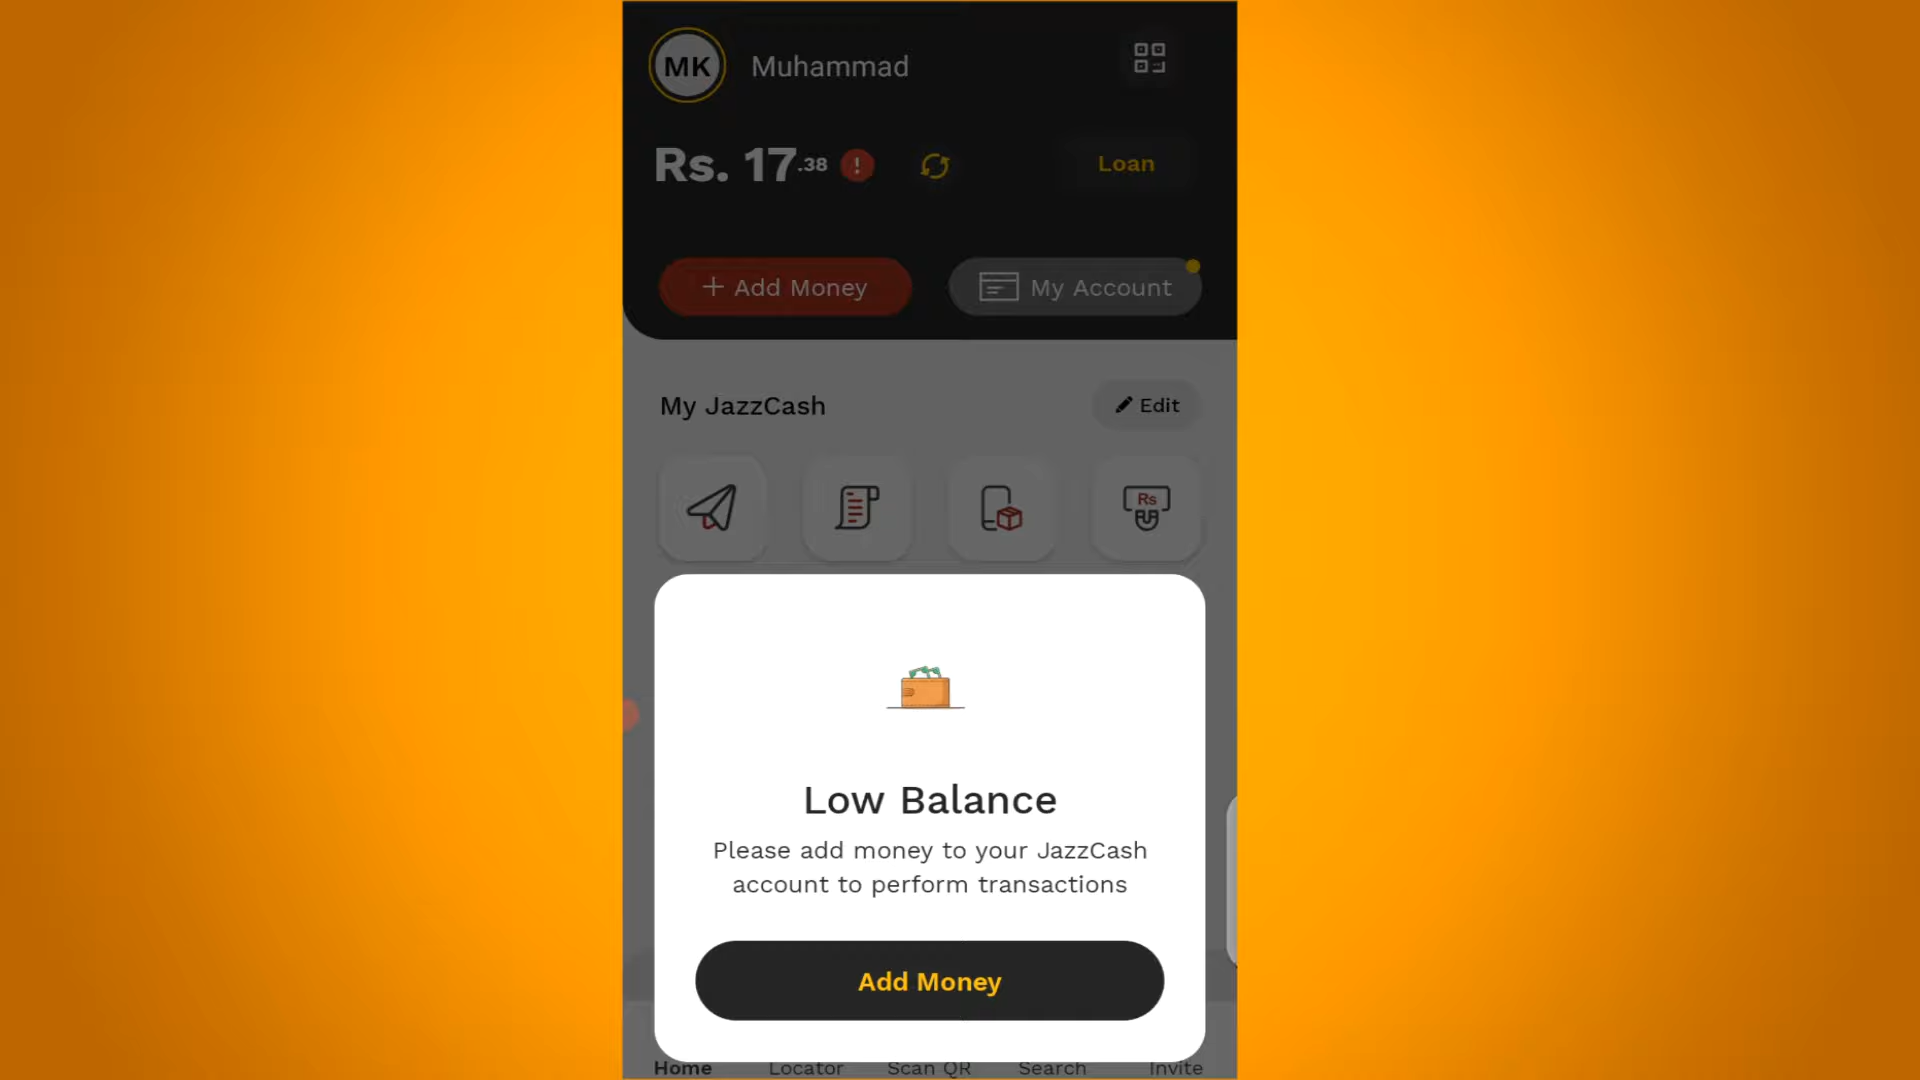 MK
Muhammad
Rs. 17.38 !
Loan
+ Add Money
My Account
My JazzCash
Edit
Rs
Low Balance
Please add money to your JazzCash
account to perform transactions
Add Money
Home Locator Scan QR Search Invite